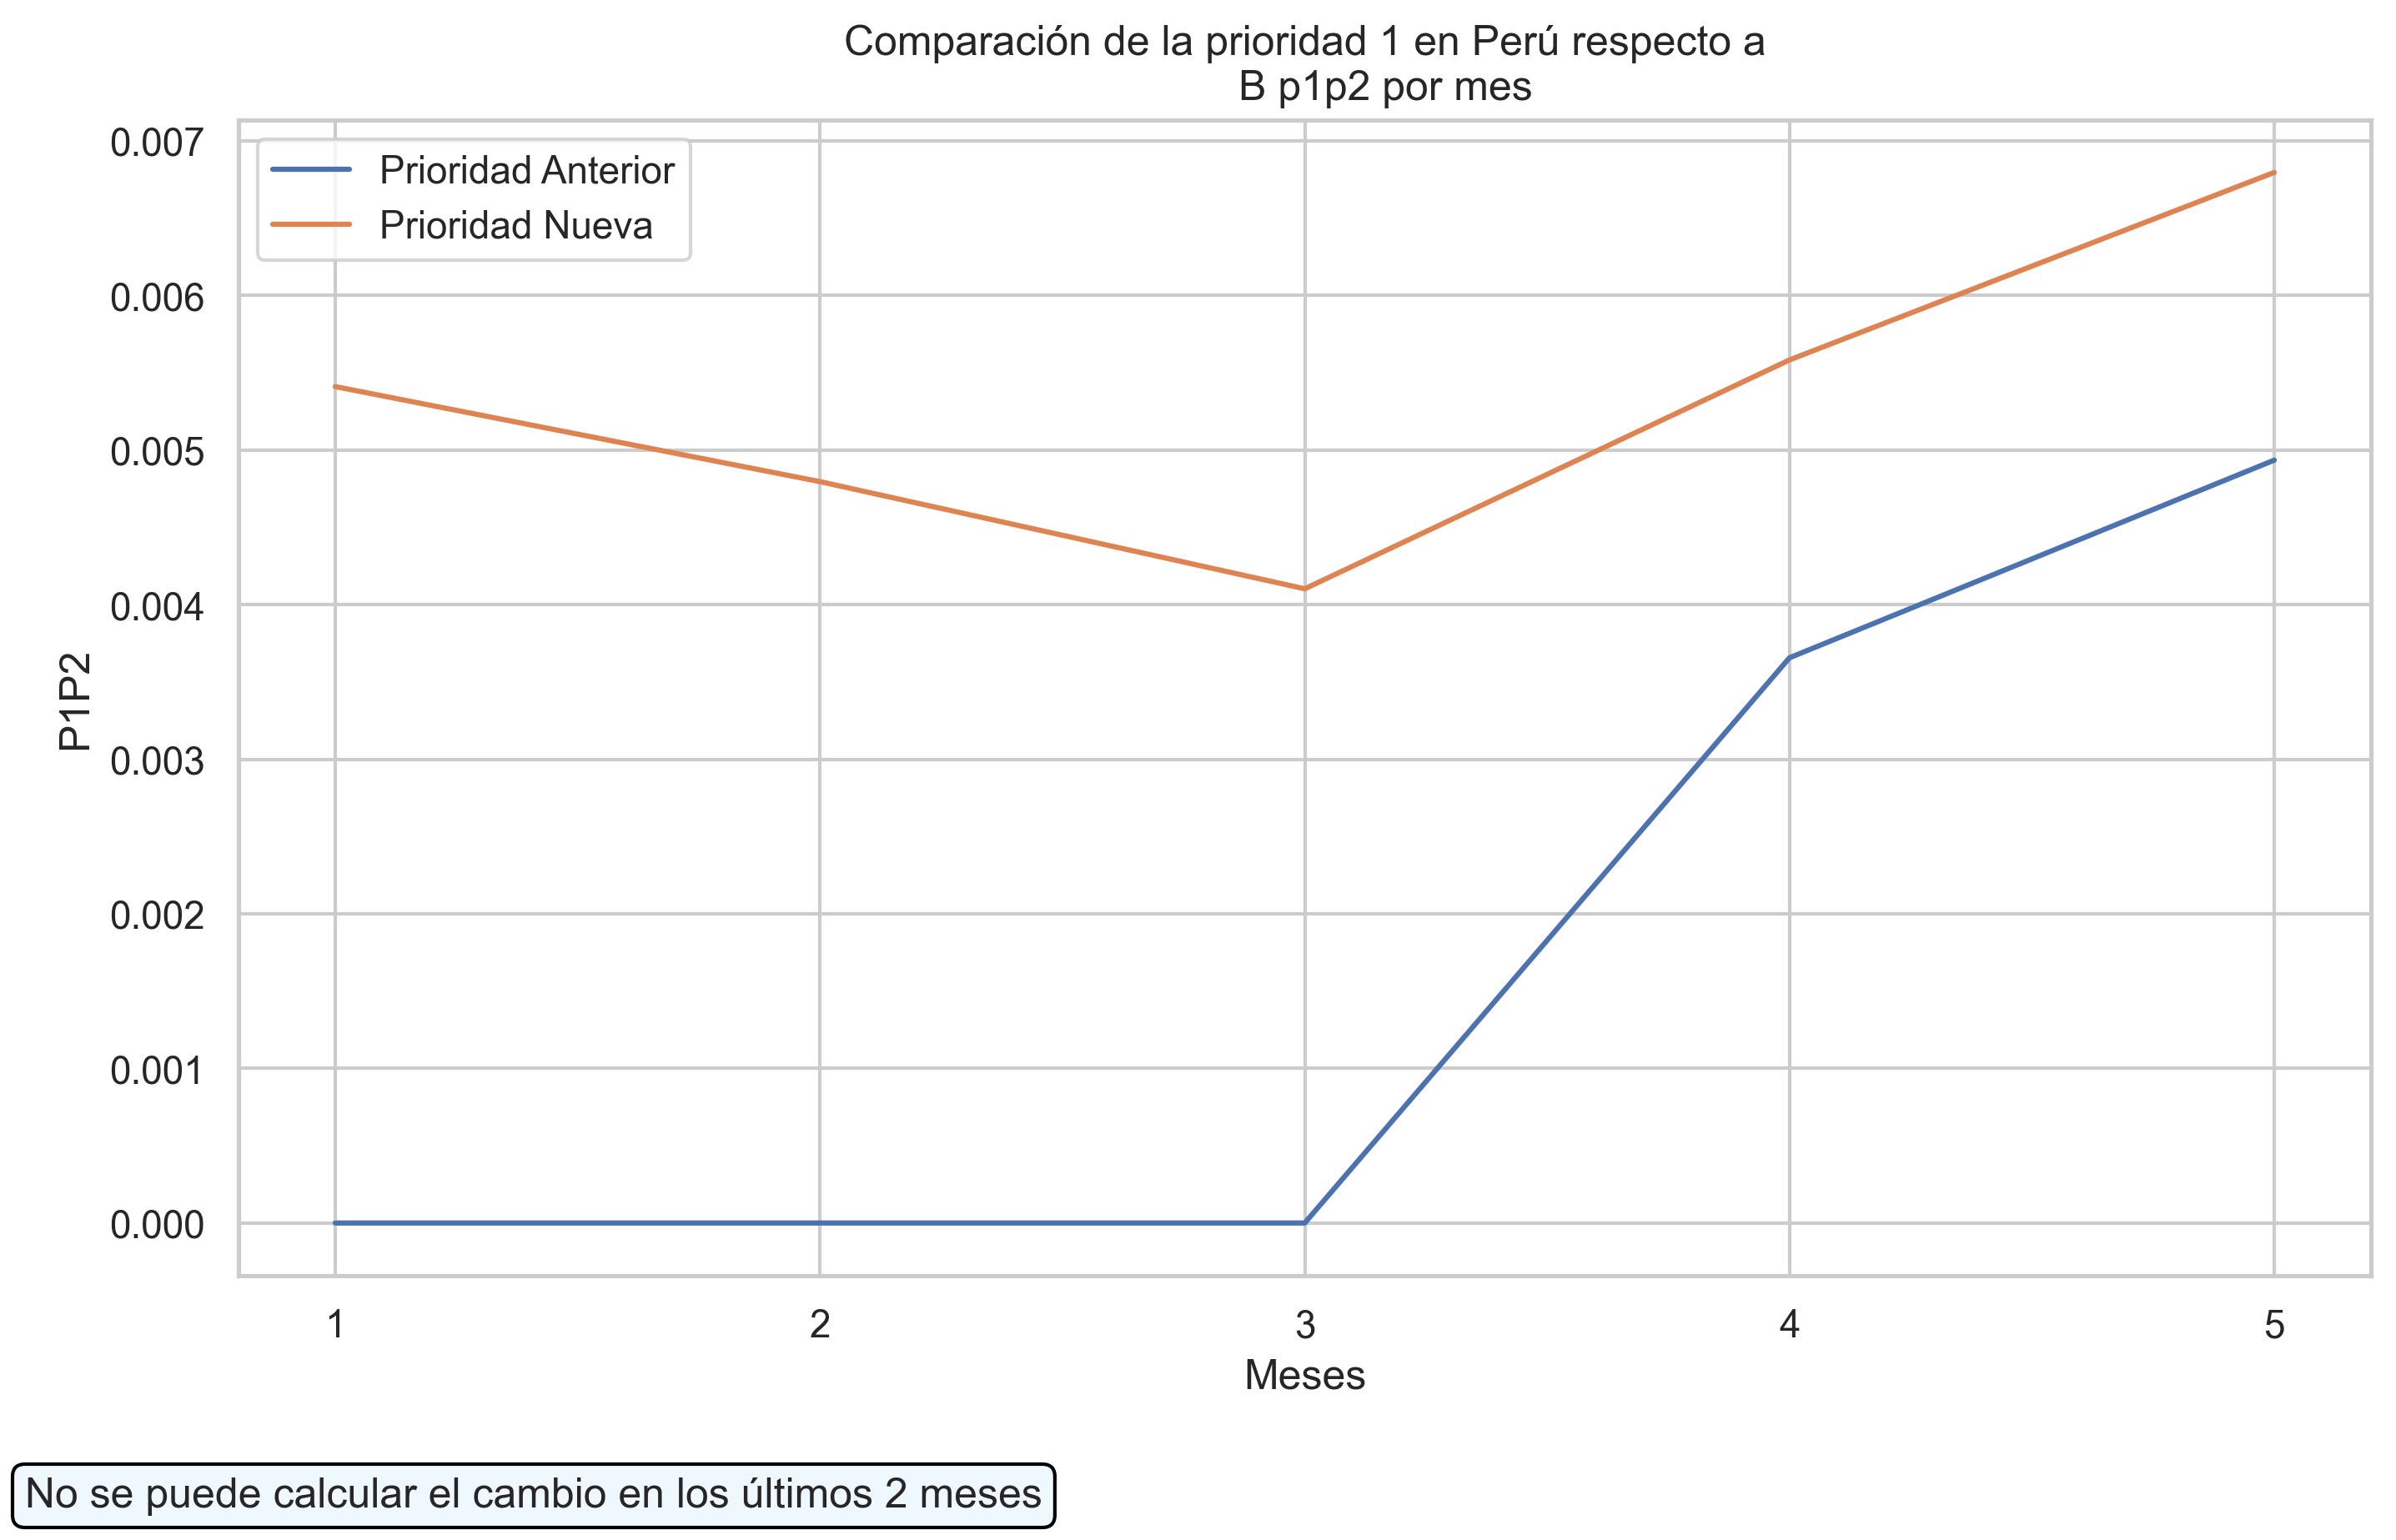 Comparación de la prioridad 1 en Perú respecto a
B p1p2 por mes
0.007
0.006
0.005
0.004
0.003
0.002
0.001
0.000
P1P2
Prioridad Anterior
Prioridad Nueva
1 2 3 4 5
Meses
No se puede calcular el cambio en los últimos 2 meses